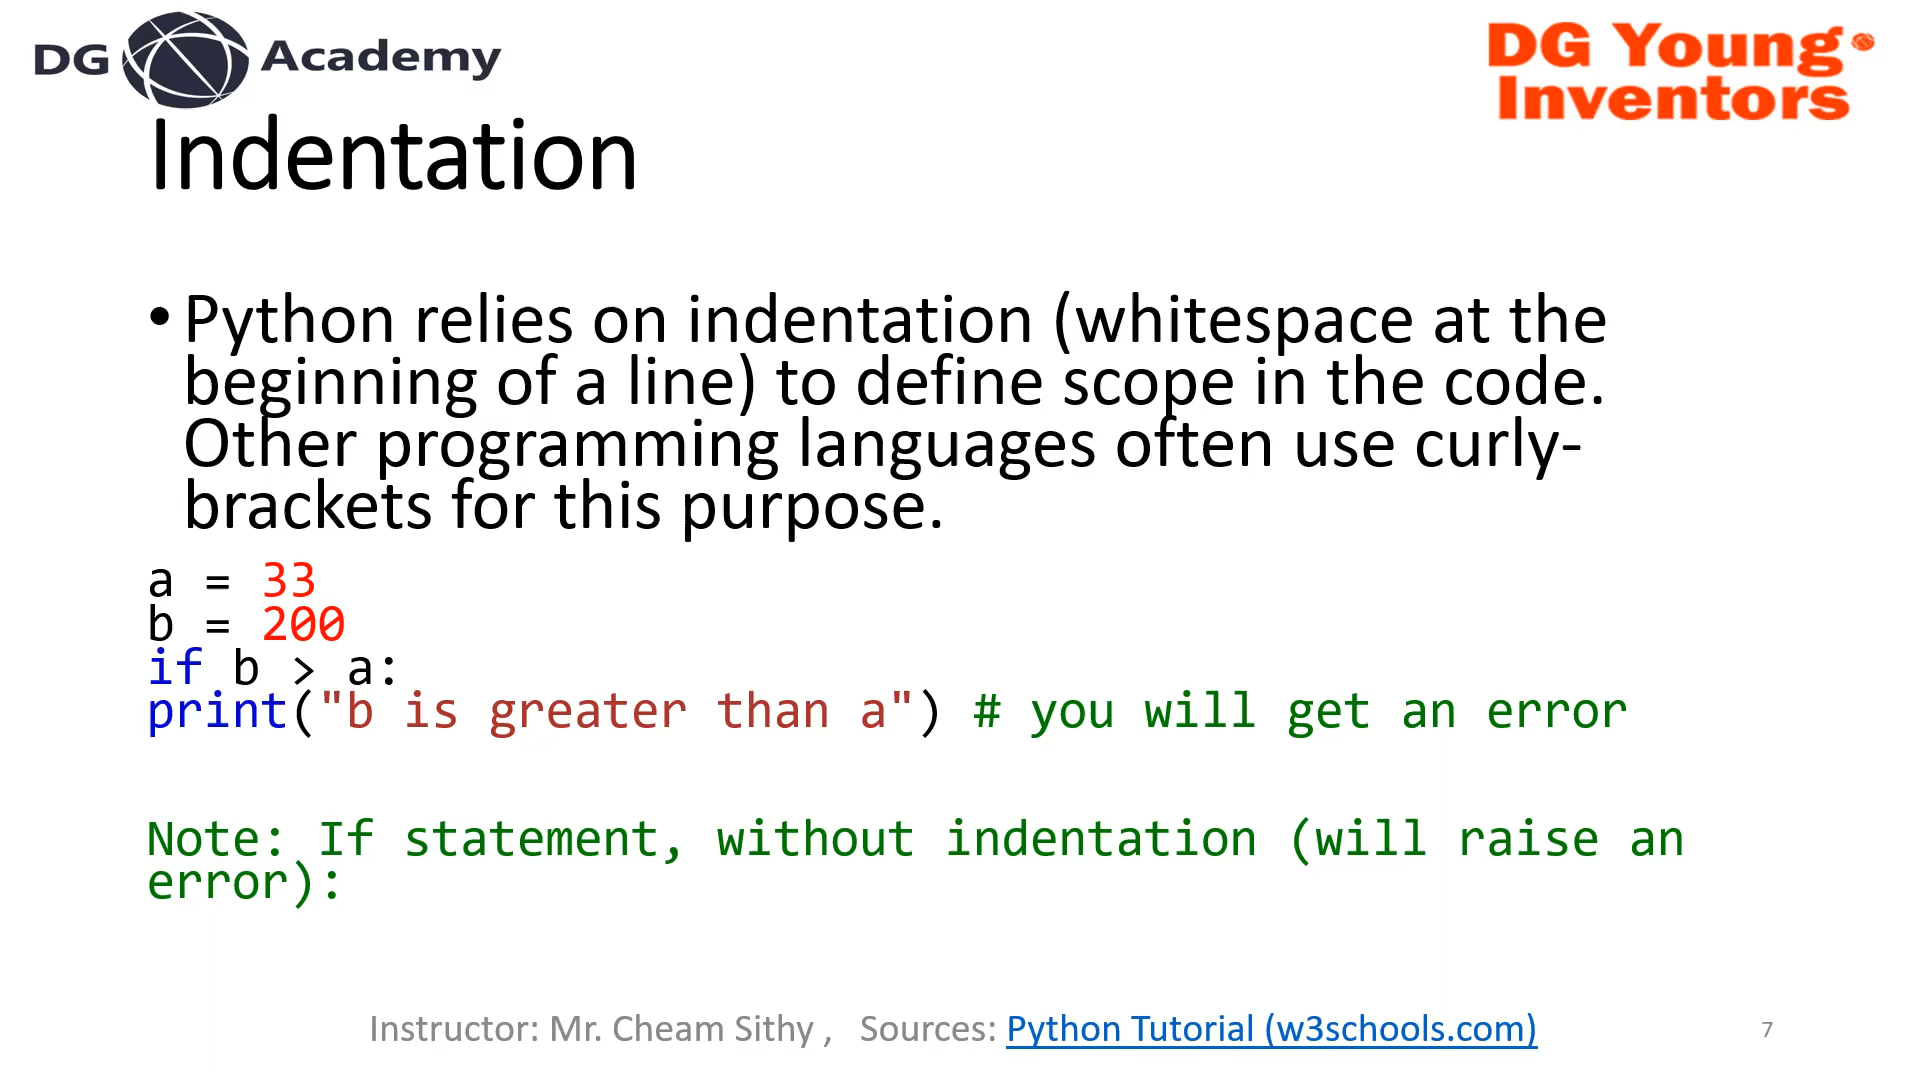 DG Academy
DG Young
Inventors
Indentation
• Python relies on indentation (whitespace at the
beginning of a line) to define scope in the code.
Other programming languages often use curly-
brackets for this purpose.
a = 33
b = 200
if b > a:
print("b is greater than a") # you will get an error
Note: If statement, without indentation (will raise an
error):
Instructor: Mr. Cheam Sithy ,   Sources: Python Tutorial (w3schools.com)
7